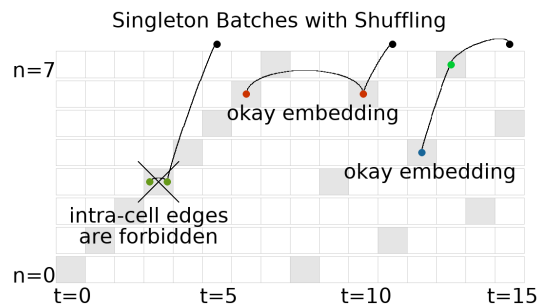 Singleton Batches with Shuffling
n=7
okay embedding
okay embedding
intra-cell edges
are forbidden
n=0
t=0
t=5
t=10
t=15